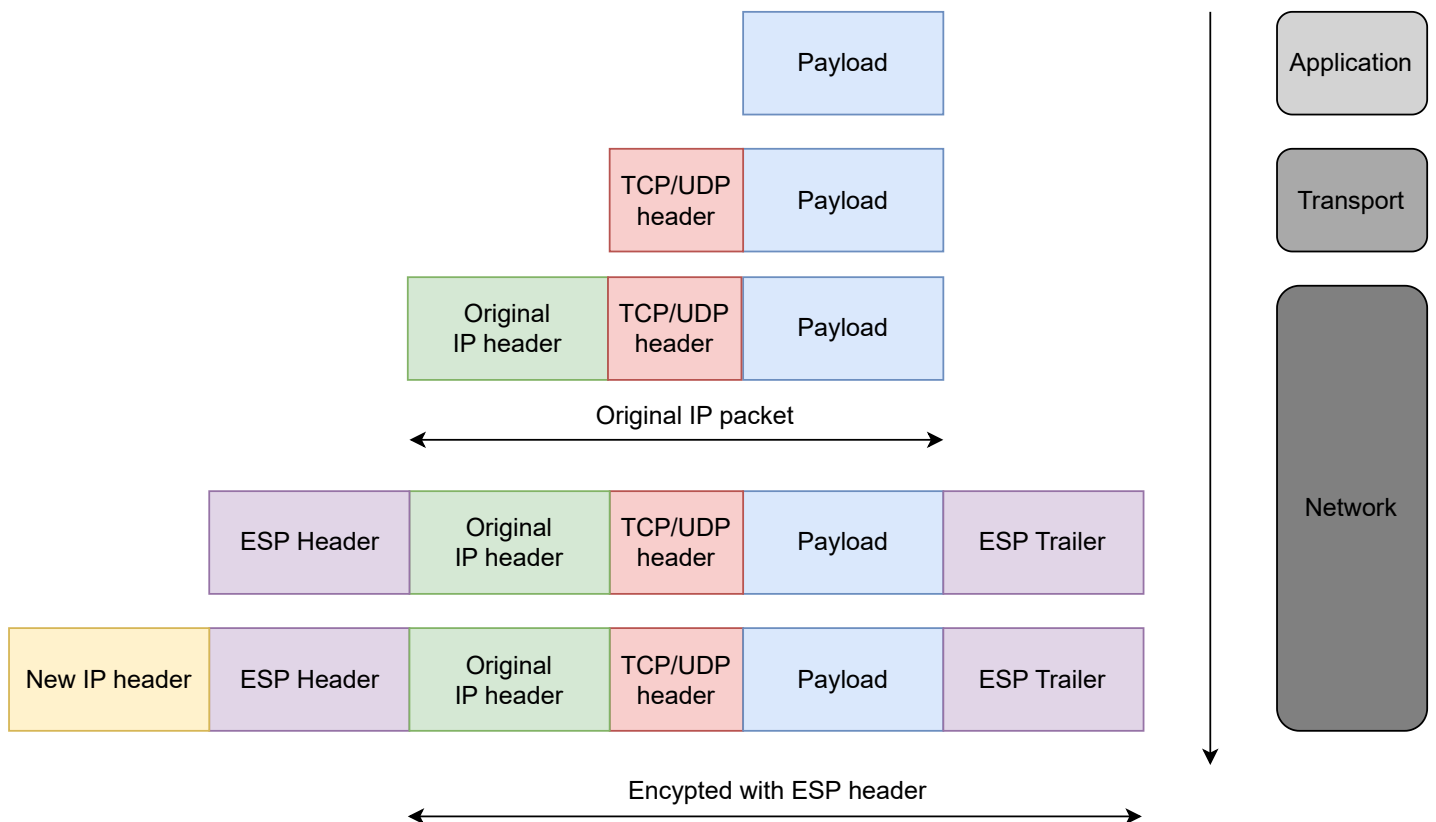 Payload
Application
TCP/UDP
header
Payload
Transport
Original
IP header
TCP/UDP
header
Payload
Original IP packet
ESP Header
Original
IP header
TCP/UDP
header
Payload
ESP Trailer
Network
New IP header
ESP Header
Original
IP header
TCP/UDP
header
Payload
ESP Trailer
Encypted with ESP header